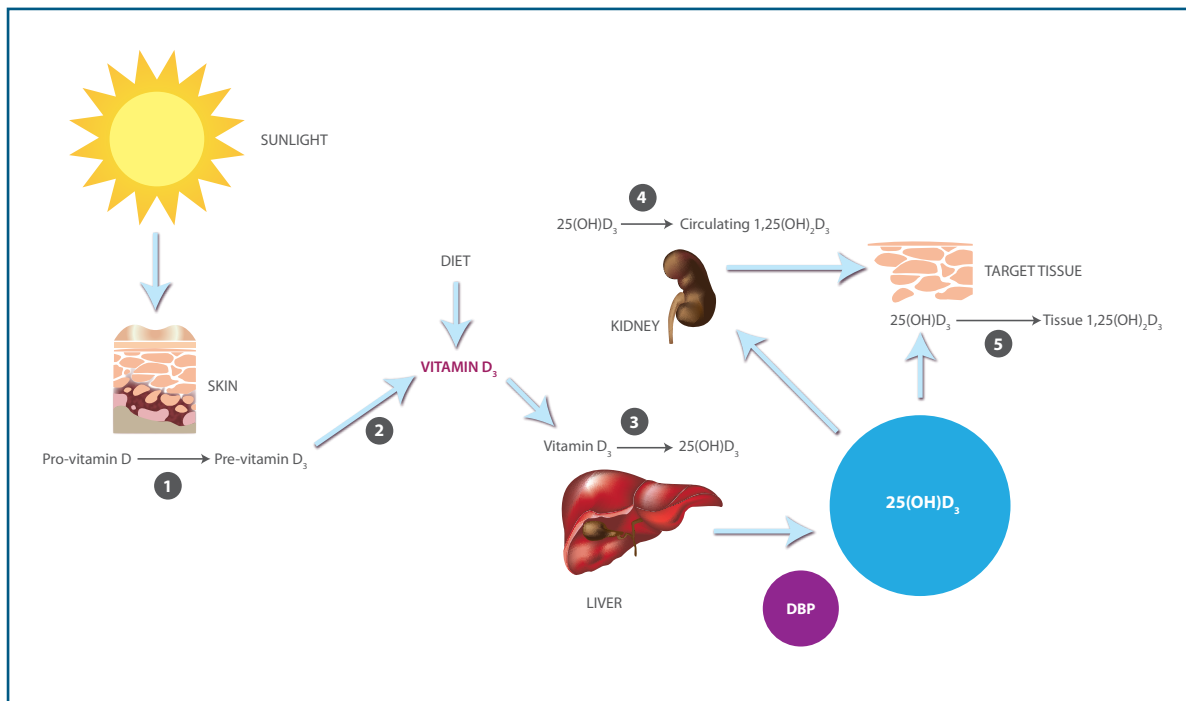 SUNLIGHT
SKIN
Pro-vitamin D
Pre-vitamin D₃
1
2
DIET
VITAMIN D₃
3
Vitamin D₃
25(OH)D₃
LIVER
DBP
25(OH)D₃
4
25(OH)D₃
Circulating 1,25(OH)₂D₃
KIDNEY
TARGET TISSUE
25(OH)D₃
Tissue 1,25(OH)₂D₃
5